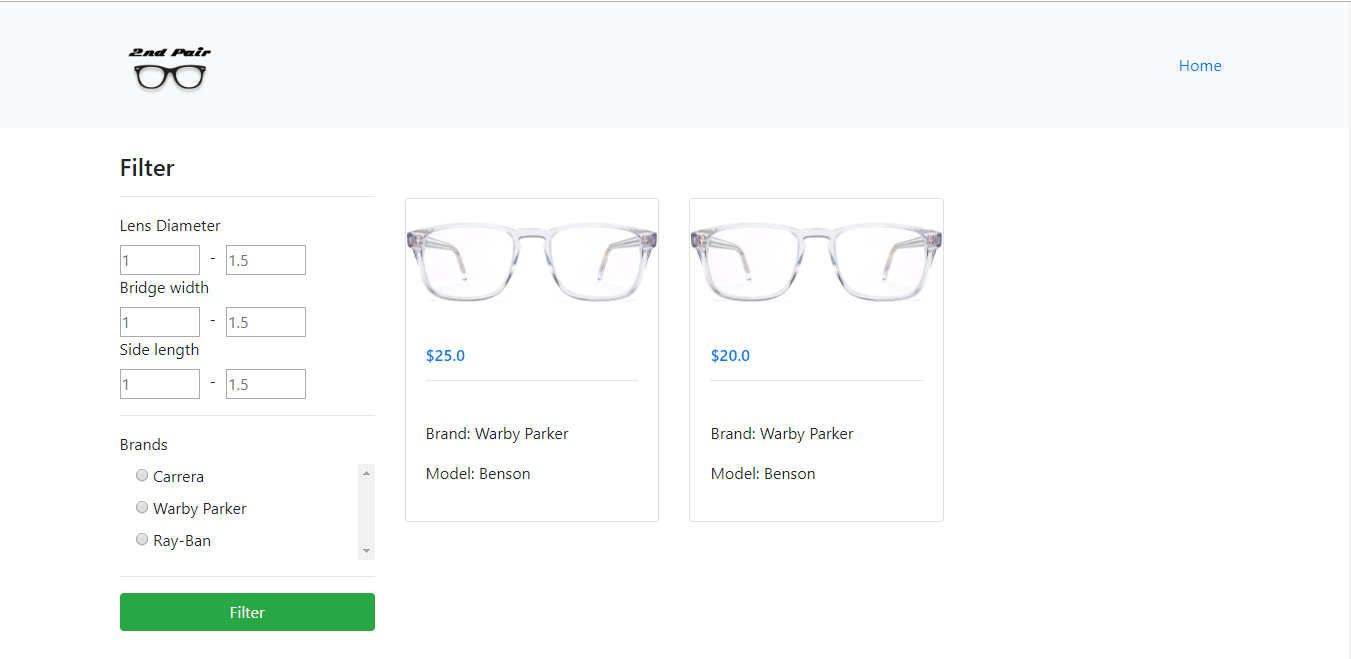 2nd Pair
Home
Filter
Lens Diameter
1 - 1.5
Bridge width
1 - 1.5
Side length
1 - 1.5
Brands
Carrera
Warby Parker
Ray-Ban
Filter
$25.0
Brand: Warby Parker
Model: Benson
$20.0
Brand: Warby Parker
Model: Benson